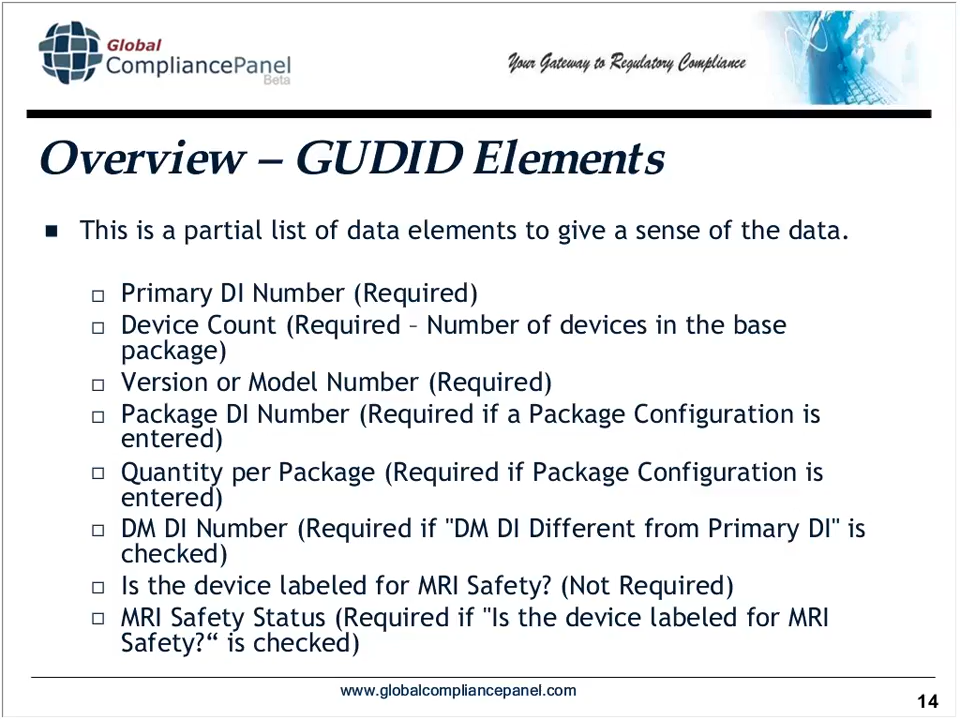 Global
CompliancePanel
Beta
Your Gateway to Regulatory Compliance
Overview – GUDID Elements
■ This is a partial list of data elements to give a sense of the data.
□ Primary DI Number (Required)
□ Device Count (Required – Number of devices in the base
package)
□ Version or Model Number (Required)
□ Package DI Number (Required if a Package Configuration is
entered)
□ Quantity per Package (Required if Package Configuration is
entered)
□ DM DI Number (Required if "DM DI Different from Primary DI" is
checked)
□ Is the device labeled for MRI Safety? (Not Required)
□ MRI Safety Status (Required if "Is the device labeled for MRI
Safety?“ is checked)
www.globalcompliancepanel.com
14